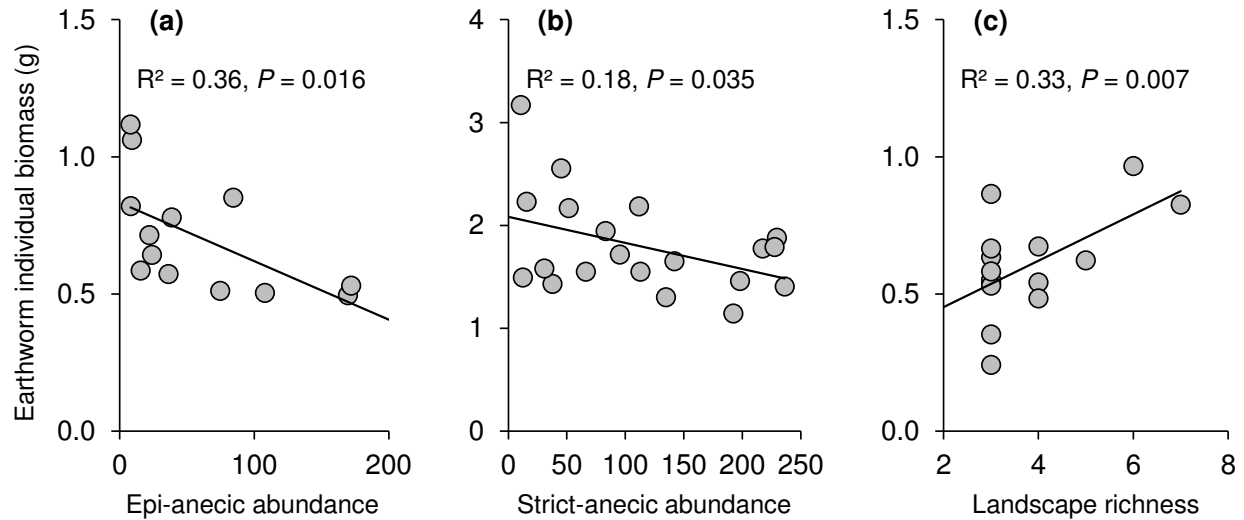 Earthworm individual biomass (g)
(a)
R² = 0.36, P = 0.016
1.5
1.0
0.5
0.0
0 100 200
Epi-anecic abundance
(b)
R² = 0.18, P = 0.035
4
3
2
1
0
0 50 100 150 200 250
Strict-anecic abundance
(c)
R² = 0.33, P = 0.007
1.5
1.0
0.5
0.0
2 4 6 8
Landscape richness